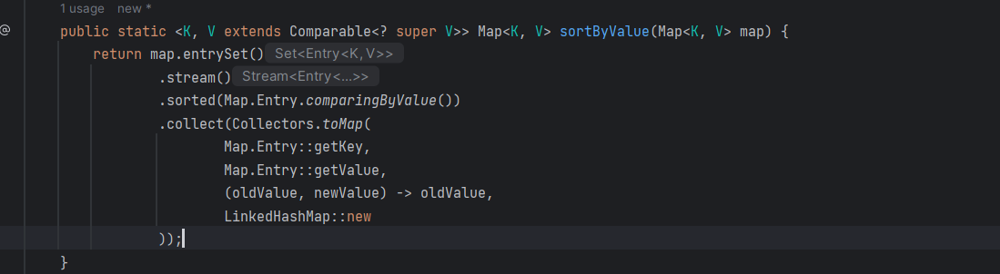 1 usage new *
@ public static <K, V extends Comparable<? super V>> Map<K, V> sortByValue(Map<K, V> map) {
return map.entrySet() Set<Entry<K,V>>
.stream() Stream<Entry<...>>
.sorted(Map.Entry.comparingByValue())
.collect(Collectors.toMap(
Map.Entry::getKey,
Map.Entry::getValue,
(oldValue, newValue) -> oldValue,
LinkedHashMap::new
));
}